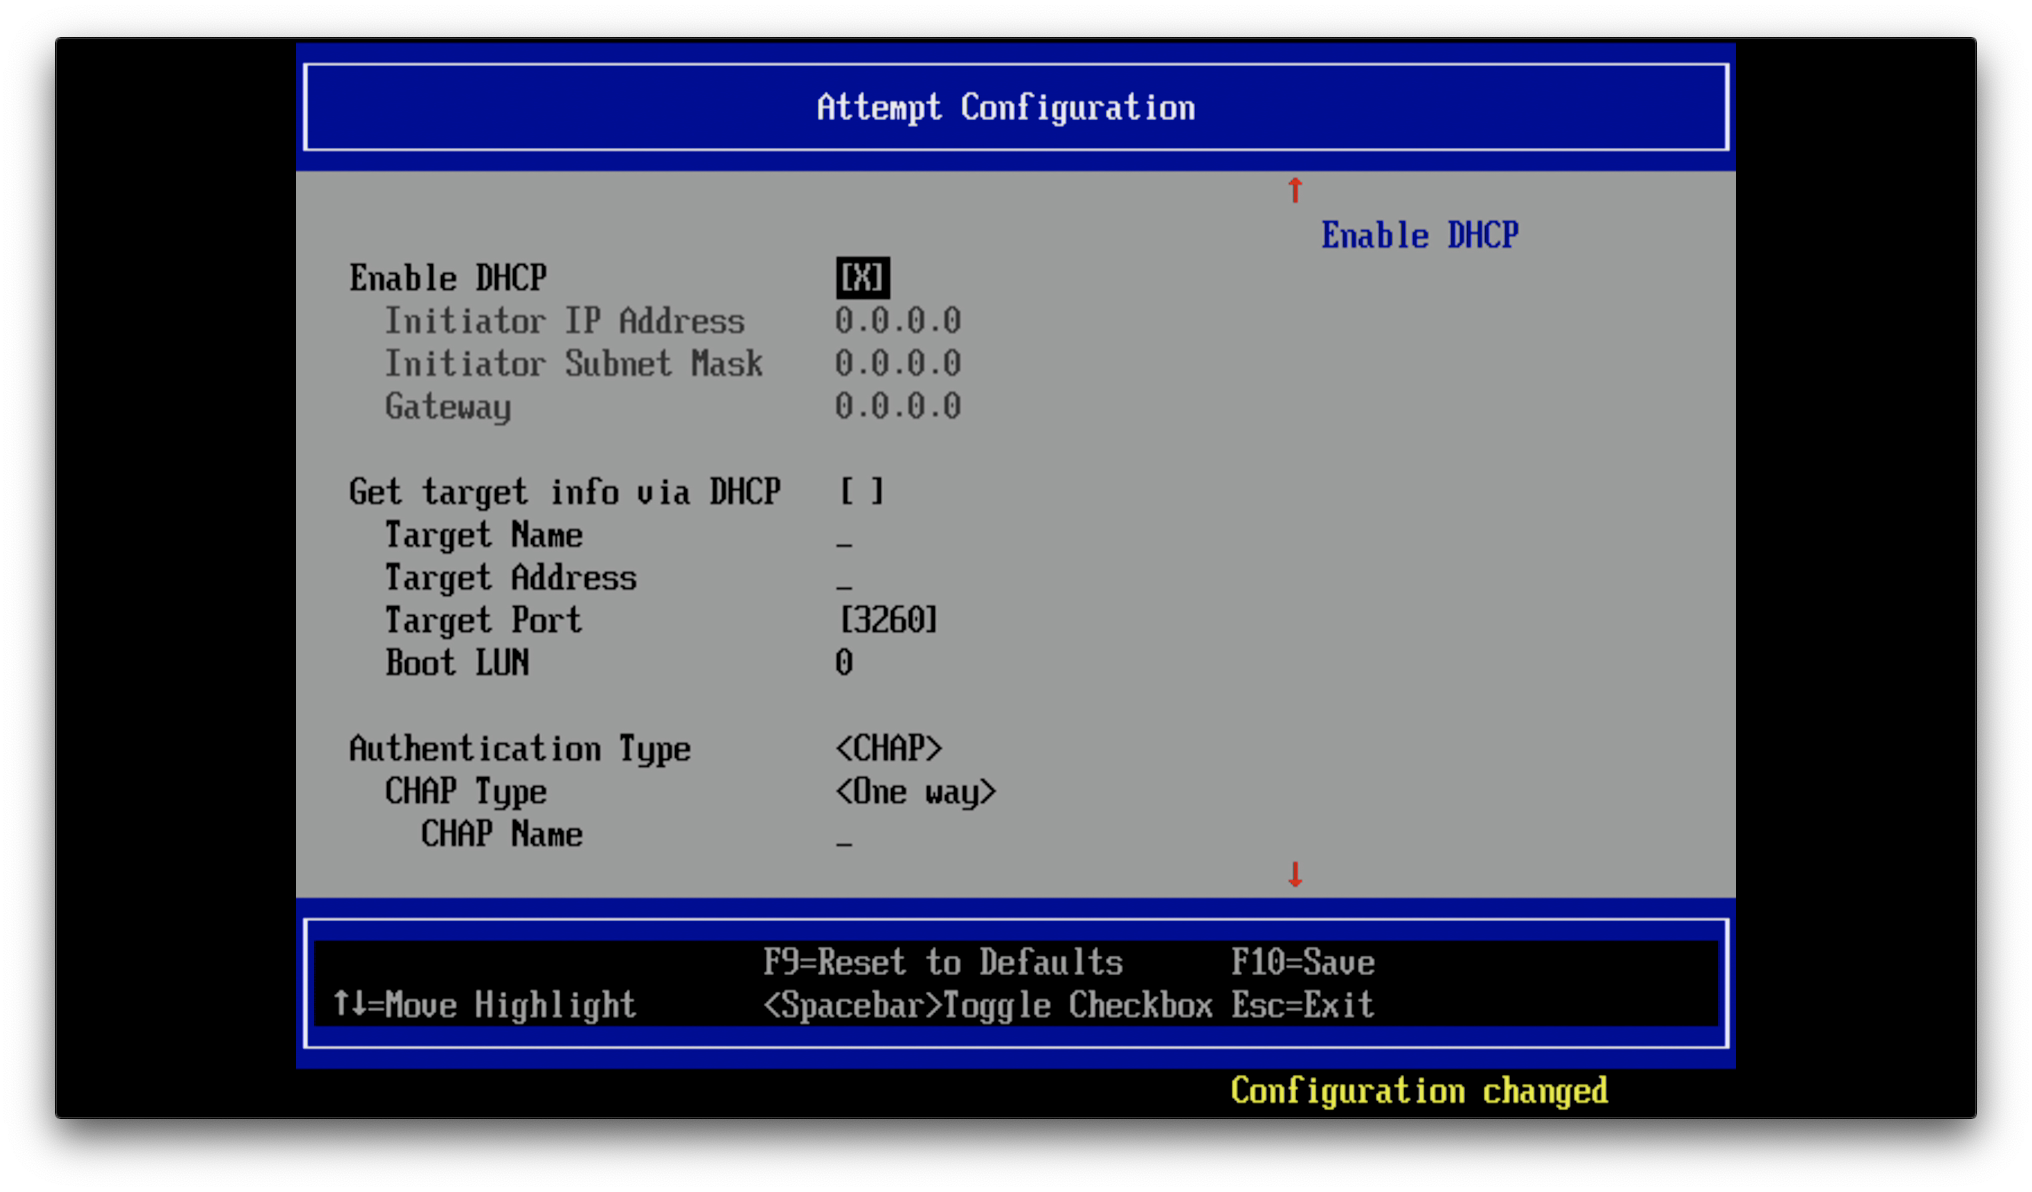 Attempt Configuration
↑
Enable DHCP
Enable DHCP [X]
Initiator IP Address 0.0.0.0
Initiator Subnet Mask 0.0.0.0
Gateway 0.0.0.0
Get target info via DHCP [ ]
Target Name _
Target Address _
Target Port [3260]
Boot LUN 0
Authentication Type <CHAP>
CHAP Type <One way>
CHAP Name _
↓
F9=Reset to Defaults F10=Save
↑↓=Move Highlight <Spacebar>Toggle Checkbox Esc=Exit
Configuration changed